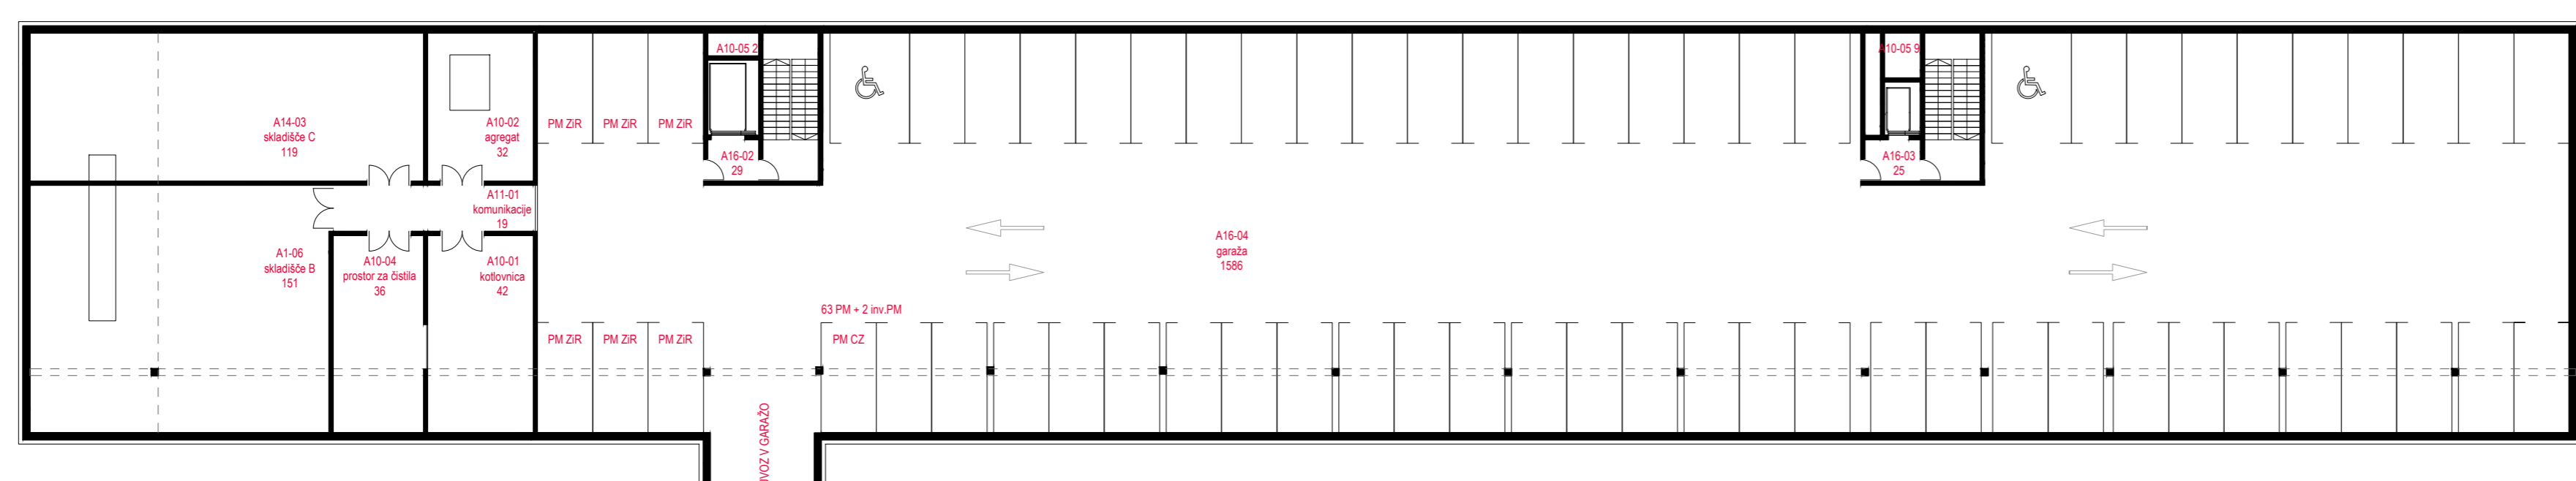 A10-05 2
A10-05 9
A14-03
skladišče C
119
A10-02
agregat
32
PM ZiR
PM ZiR
PM ZiR
A16-02
29
A16-03
25
A11-01
komunikacije
19
A1-06
skladišče B
151
A10-04
prostor za čistila
36
A10-01
kotlovnica
42
A16-04
garaža
1586
63 PM + 2 inv.PM
PM ZiR
PM ZiR
PM ZiR
PM CZ
UVOZ V GARAŽO